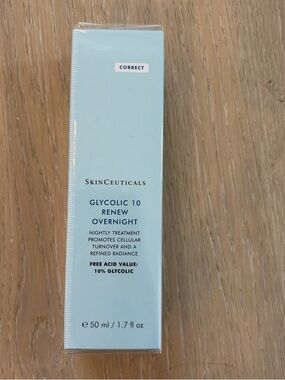 CORRECT
SKINCEUTICALS
GLYCOLIC 10
RENEW
OVERNIGHT
NIGHTLY TREATMENT
PROMOTES CELLULAR
TURNOVER AND A
REFINED RADIANCE
FREE ACID VALUE:
10% GLYCOLIC
℮ 50 ml / 1.7 fl oz